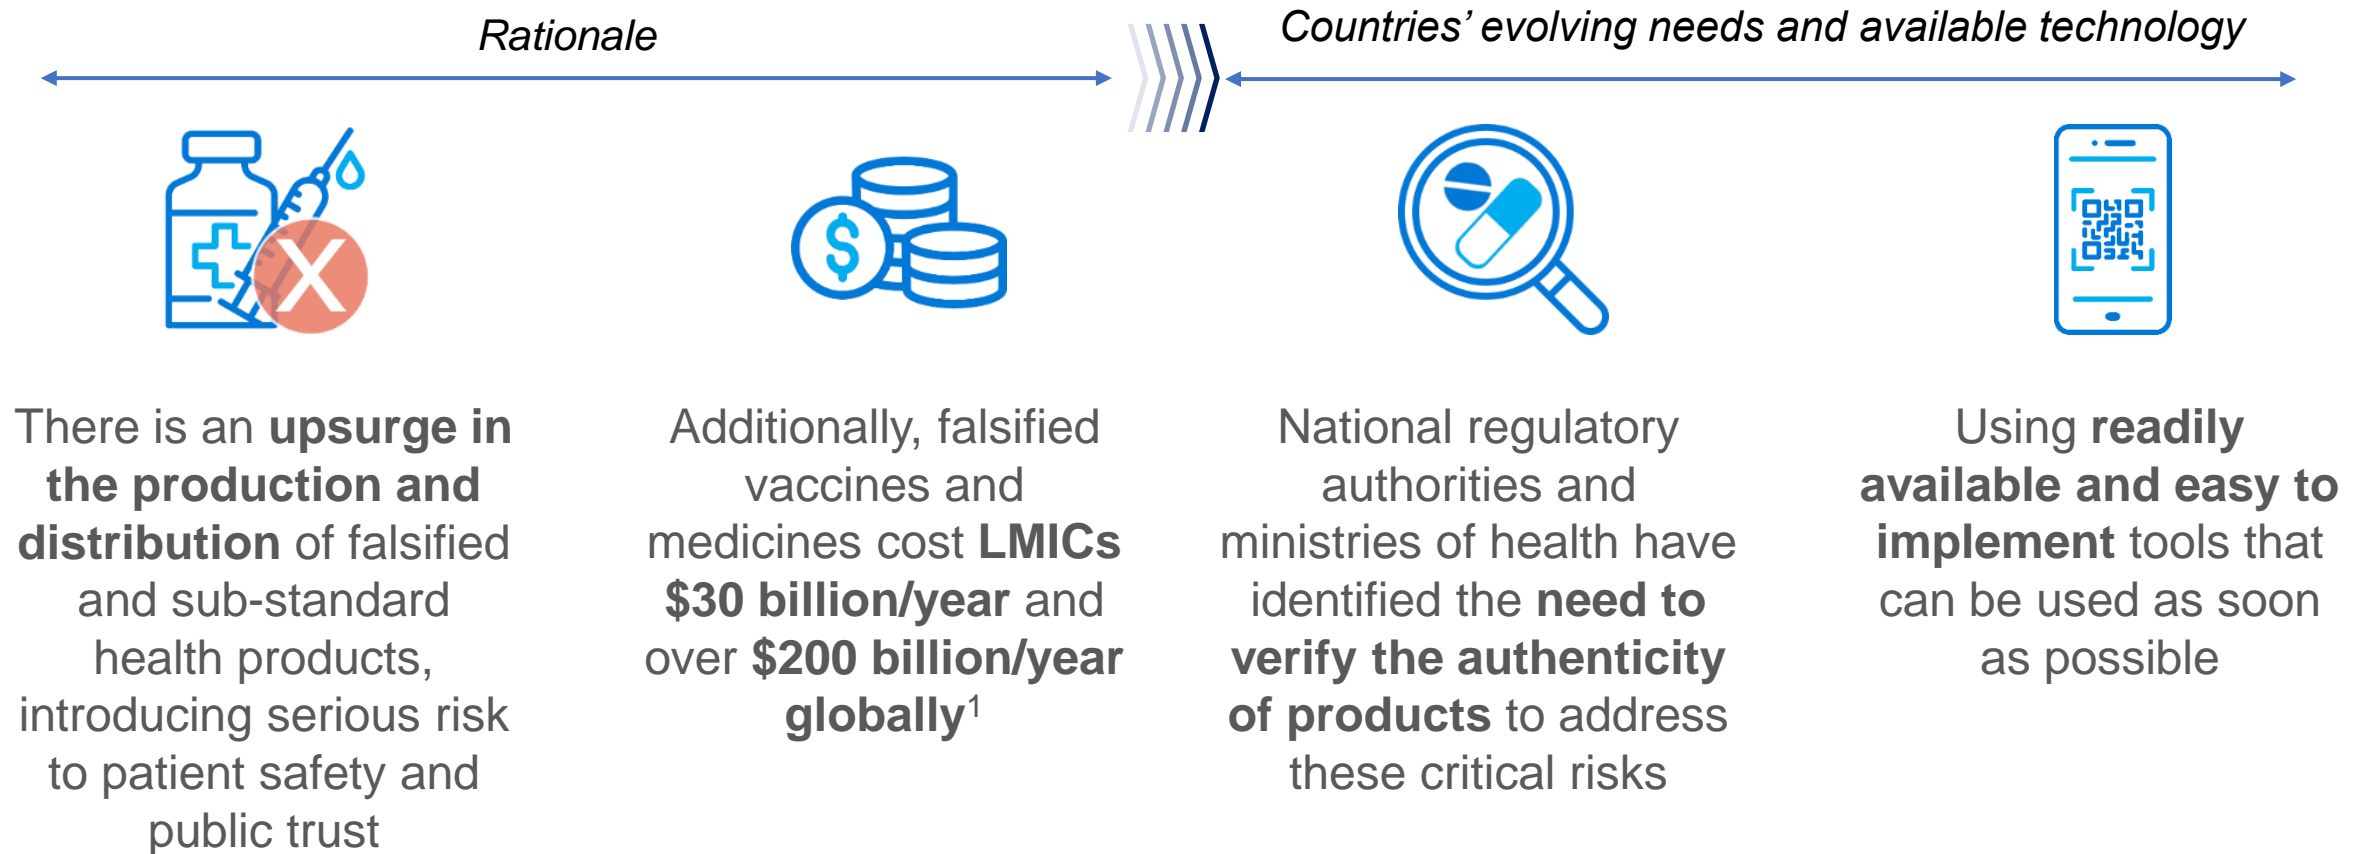 Rationale
Countries’ evolving needs and available technology
X
$
There is an upsurge in
the production and
distribution of falsified
and sub-standard
health products,
introducing serious risk
to patient safety and
public trust
Additionally, falsified
vaccines and
medicines cost LMICs
$30 billion/year and
over $200 billion/year
globally¹
National regulatory
authorities and
ministries of health have
identified the need to
verify the authenticity
of products to address
these critical risks
Using readily
available and easy to
implement tools that
can be used as soon
as possible